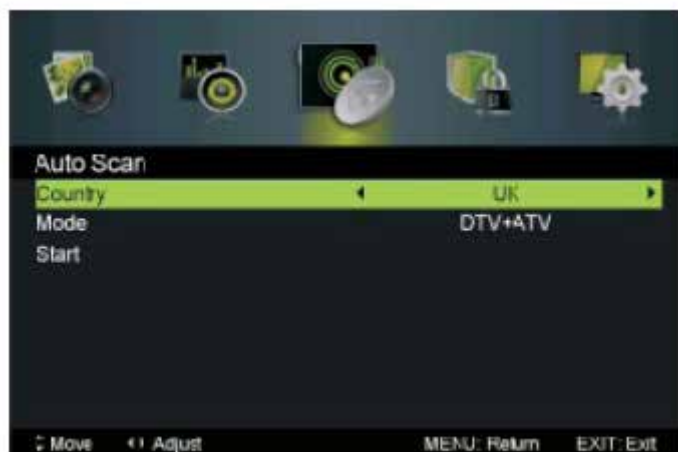 Auto Scan
Country UK
Mode DTV+ATV
Start
Move Adjust MENU: Return EXIT: Exit